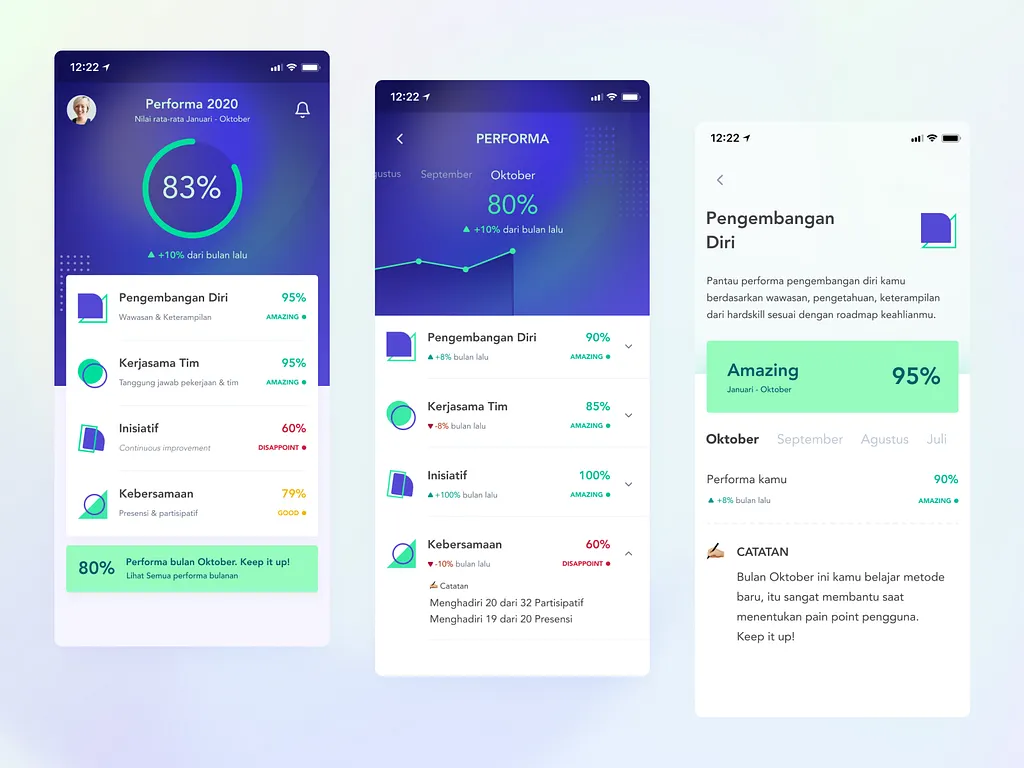 12:22
Performa 2020
Nilai rata-rata Januari - Oktober
83%
+10% dari bulan lalu
Pengembangan Diri 95%
Wawasan & Keterampilan AMAZING
Kerjasama Tim 95%
Tanggung jawab pekerjaan & tim AMAZING
Inisiatif 60%
Continuous improvement DISAPPOINT
Kebersamaan 79%
Presensi & partisipatif GOOD
80% Performa bulan Oktober. Keep it up!
Lihat Semua performa bulanan
12:22
PERFORMA
gustus September Oktober
80%
+10% dari bulan lalu
Pengembangan Diri 90%
+8% bulan lalu AMAZING
Kerjasama Tim 85%
-8% bulan lalu AMAZING
Inisiatif 100%
+100% bulan lalu AMAZING
Kebersamaan 60%
-10% bulan lalu DISAPPOINT
Catatan
Menghadiri 20 dari 32 Partisipatif
Menghadiri 19 dari 20 Presensi
12:22
Pengembangan
Diri
Pantau performa pengembangan diri kamu
berdasarkan wawasan, pengetahuan, keterampilan
dari hardskill sesuai dengan roadmap keahlianmu.
Amazing 95%
Januari - Oktober
Oktober September Agustus Juli
Performa kamu 90%
+8% bulan lalu AMAZING
CATATAN
Bulan Oktober ini kamu belajar metode
baru, itu sangat membantu saat
menentukan pain point pengguna.
Keep it up!